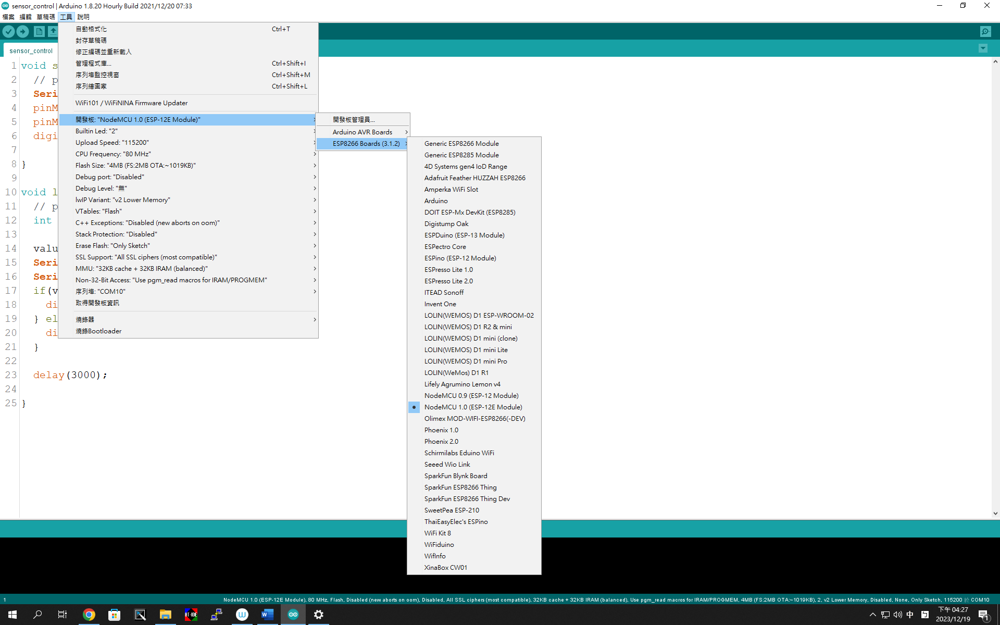 sensor_control | Arduino 1.8.20 Hourly Build 2021/12/20 07:33
檔案 編輯 草稿碼 工具 說明
sensor_control
自動格式化 Ctrl+T
封存草稿碼
修正編碼並重新載入
管理程式庫... Ctrl+Shift+I
序列埠監控視窗 Ctrl+Shift+M
序列繪圖家 Ctrl+Shift+L
WiFi101 / WiFiNINA Firmware Updater
開發板: "NodeMCU 1.0 (ESP-12E Module)"
Builtin Led: "2"
Upload Speed: "115200"
CPU Frequency: "80 MHz"
Flash Size: "4MB (FS:2MB OTA:~1019KB)"
Debug port: "Disabled"
Debug Level: "無"
lwIP Variant: "v2 Lower Memory"
VTables: "Flash"
C++ Exceptions: "Disabled (new aborts on oom)"
Stack Protection: "Disabled"
Erase Flash: "Only Sketch"
SSL Support: "All SSL ciphers (most compatible)"
MMU: "32KB cache + 32KB IRAM (balanced)"
Non-32-Bit Access: "Use pgm_read macros for IRAM/PROGMEM"
序列埠: "COM10"
取得開發板資訊
燒錄器
燒錄Bootloader
開發板管理員...
Arduino AVR Boards
ESP8266 Boards (3.1.2)
Generic ESP8266 Module
Generic ESP8285 Module
4D Systems gen4 IoD Range
Adafruit Feather HUZZAH ESP8266
Amperka WiFi Slot
Arduino
DOIT ESP-Mx DevKit (ESP8285)
Digistump Oak
ESPDuino (ESP-13 Module)
ESPectro Core
ESPino (ESP-12 Module)
ESPresso Lite 1.0
ESPresso Lite 2.0
ITEAD Sonoff
Invent One
LOLIN(WEMOS) D1 ESP-WROOM-02
LOLIN(WEMOS) D1 R2 & mini
LOLIN(WEMOS) D1 mini (clone)
LOLIN(WEMOS) D1 mini Lite
LOLIN(WEMOS) D1 mini Pro
LOLIN(WeMos) D1 R1
Lifely Agrumino Lemon v4
NodeMCU 0.9 (ESP-12 Module)
NodeMCU 1.0 (ESP-12E Module)
Olimex MOD-WIFI-ESP8266(-DEV)
Phoenix 1.0
Phoenix 2.0
Schirmilabs Eduino WiFi
Seeed Wio Link
SparkFun Blynk Board
SparkFun ESP8266 Thing
SparkFun ESP8266 Thing Dev
SweetPea ESP-210
ThaiEasyElec's ESPino
WiFi Kit 8
WiFiduino
WifInfo
XinaBox CW01
1 void s
2 // p
3 Seri
4 pinM
5 pinM
6 digi
7
8 }
9
10 void l
11 // p
12 int
13
14 valu
15 Seri
16 Seri
17 if(v
18 di
19 } el
20 di
21 }
22
23 delay(3000);
24
25 }
1 NodeMCU 1.0 (ESP-12E Module), 80 MHz, Flash, Disabled (new aborts on oom), Disabled, All SSL ciphers (most compatible), 32KB cache + 32KB IRAM (balanced), Use pgm_read macros for IRAM/PROGMEM, 4MB (FS:2MB OTA:~1019KB), 2, v2 Lower Memory, Disabled, None, Only Sketch, 115200 於 COM10
HT-IDE
中
下午 04:27
2023/12/19
1